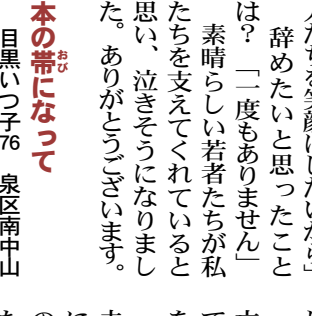 人たちを笑顔にしたいから」
辞めたいと思ったこと
は？「一度もありません」
素晴らしい若者たちが私
たちを支えてくれていると
思い、泣きそうになりまし
た。ありがとうございます。
本の帯になって
おび
目黒いつ子76 泉区南中山